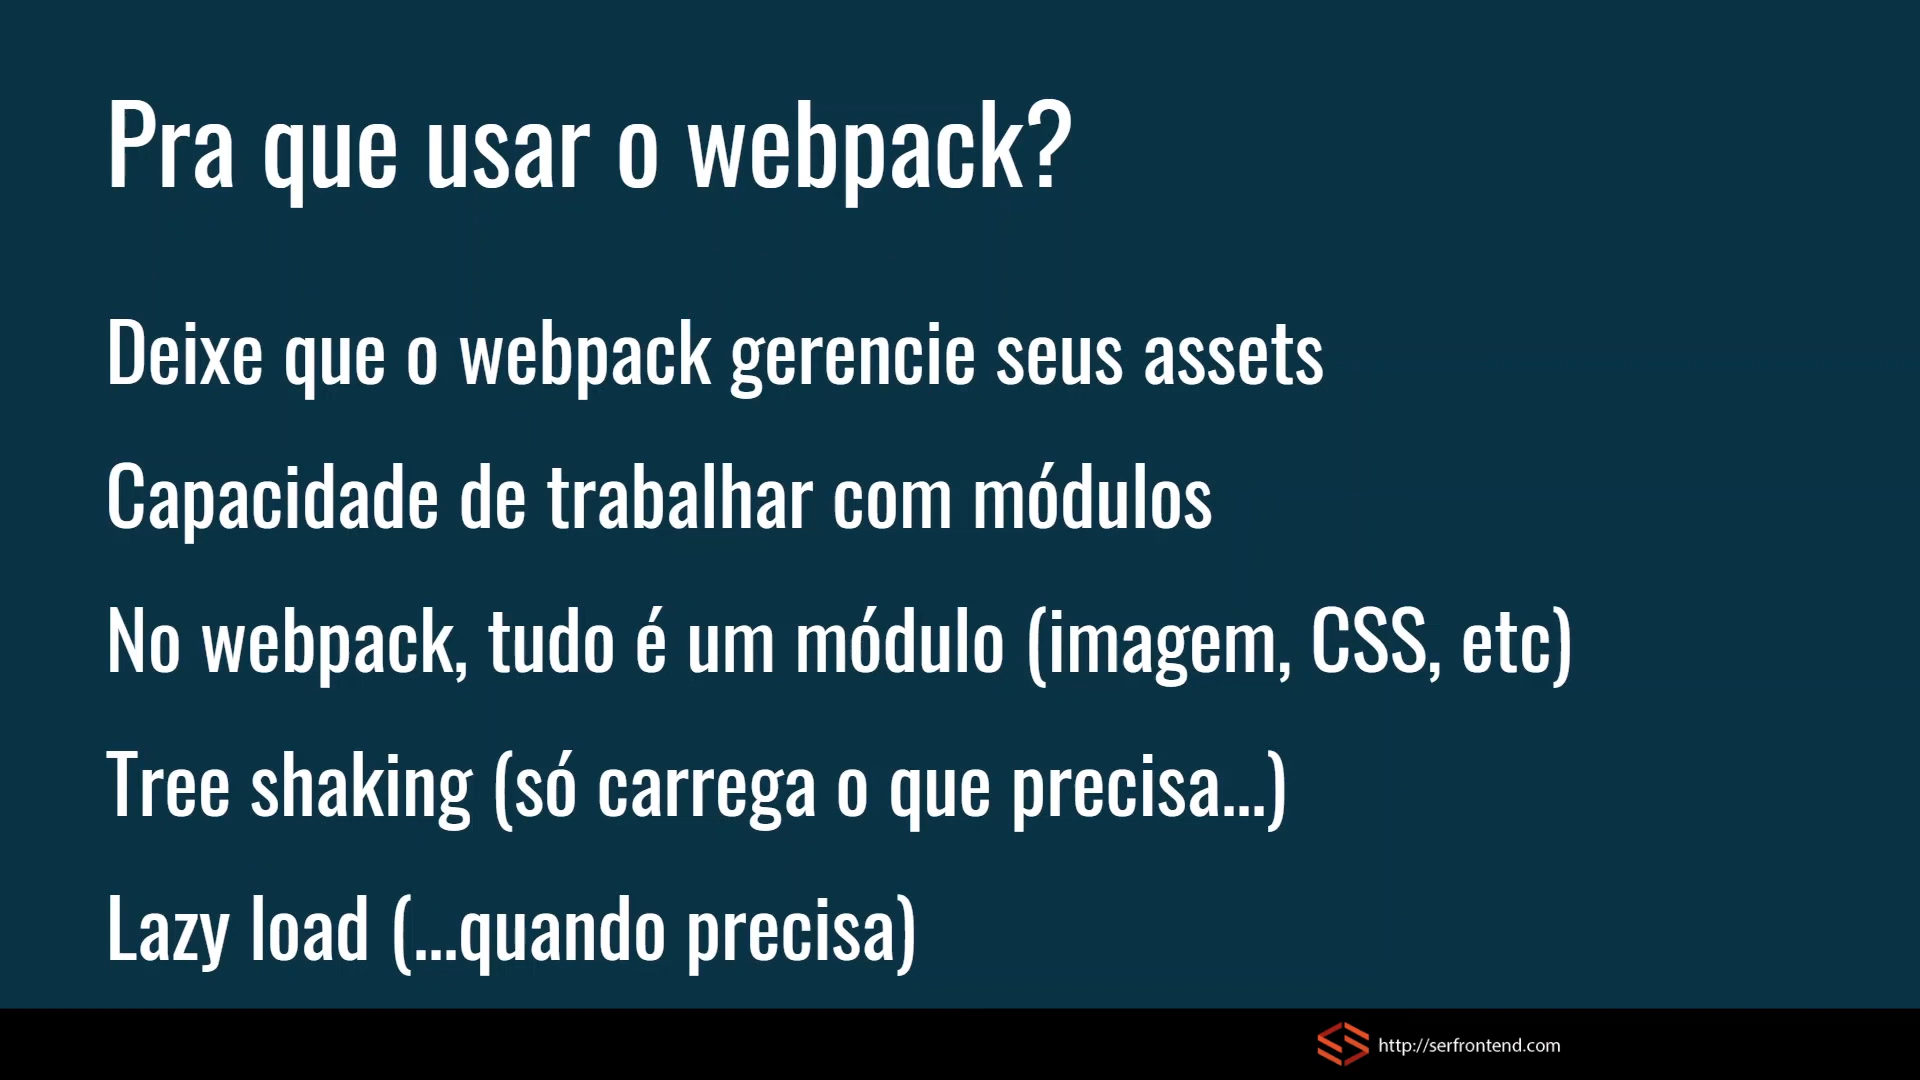 Pra que usar o webpack?
Deixe que o webpack gerencie seus assets
Capacidade de trabalhar com módulos
No webpack, tudo é um módulo (imagem, CSS, etc)
Tree shaking (só carrega o que precisa...)
Lazy load (...quando precisa)
http://serfrontend.com